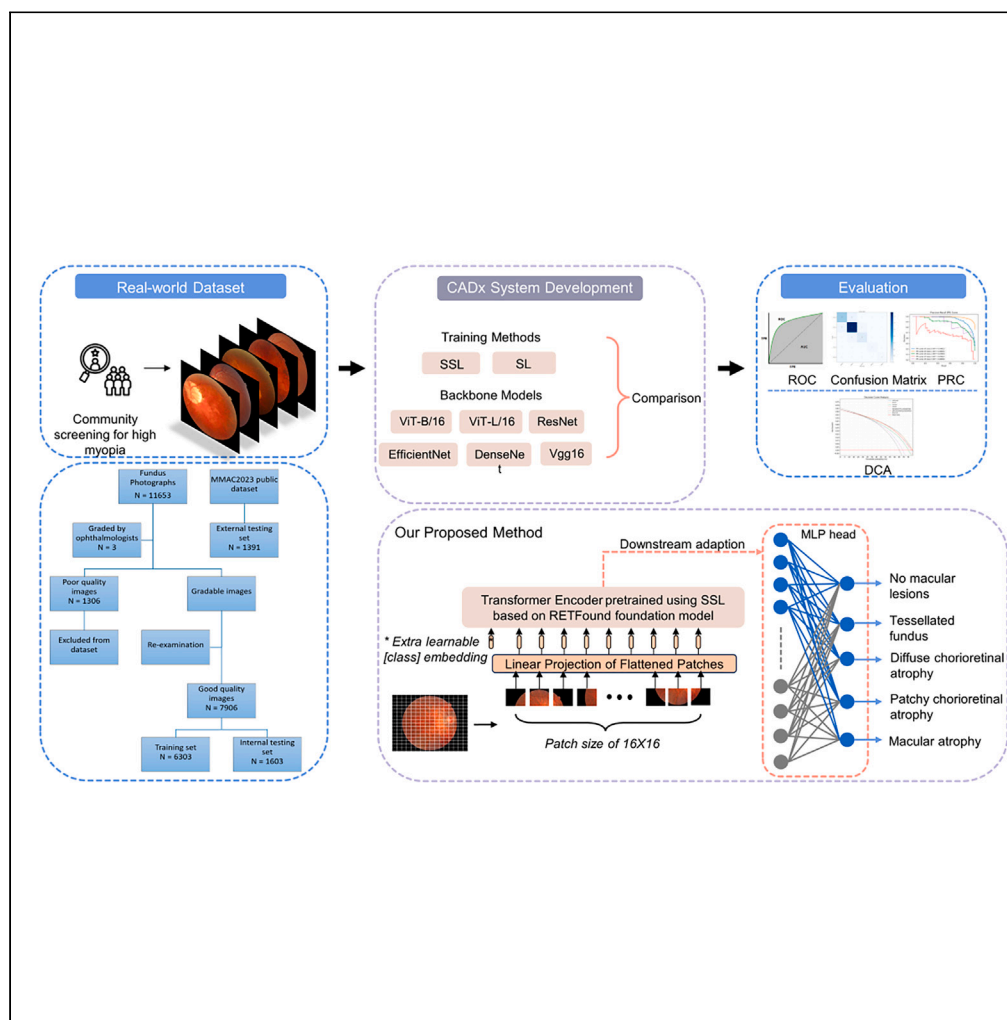 Real-world Dataset
Community
screening for high
myopia
Fundus
Photographs
N = 11653
MMAC2023 public
dataset
Graded by
ophthalmologists
N = 3
External testing
set
N = 1391
Poor quality
images
N = 1306
Gradable images
Excluded from
dataset
Re-examination
Good quality
images
N = 7906
Training set
N = 6303
Internal testing
set
N = 1603
CADx System Development
Training Methods
SSL
SL
Backbone Models
ViT-B/16
ViT-L/16
ResNet
EfficientNet
DenseNe
t
Vgg16
Comparison
Evaluation
ROC
Confusion Matrix
PRC
DCA
Our Proposed Method
Downstream adaption
MLP head
Transformer Encoder pretrained using SSL
based on RETFound foundation model
* Extra learnable
[class] embedding
*
Linear Projection of Flattened Patches
Patch size of 16X16
No macular
lesions
Tessellated
fundus
Diffuse chorioretinal
atrophy
Patchy chorioretinal
atrophy
Macular atrophy